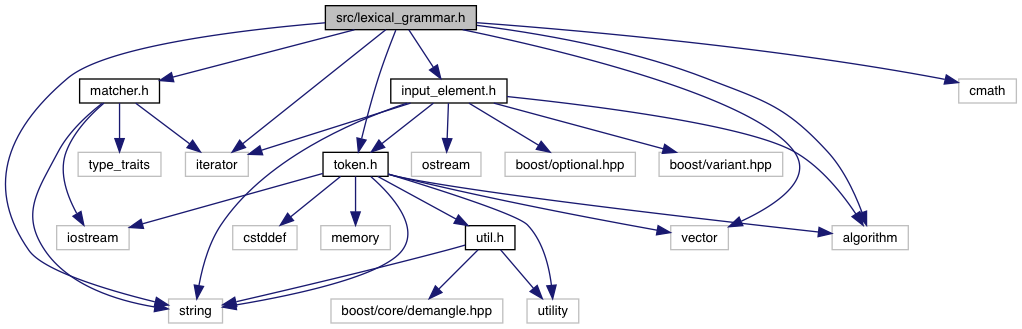 src/lexical_grammar.h
matcher.h
input_element.h
cmath
type_traits
iterator
token.h
ostream
boost/optional.hpp
boost/variant.hpp
iostream
cstddef
memory
util.h
vector
algorithm
string
boost/core/demangle.hpp
utility